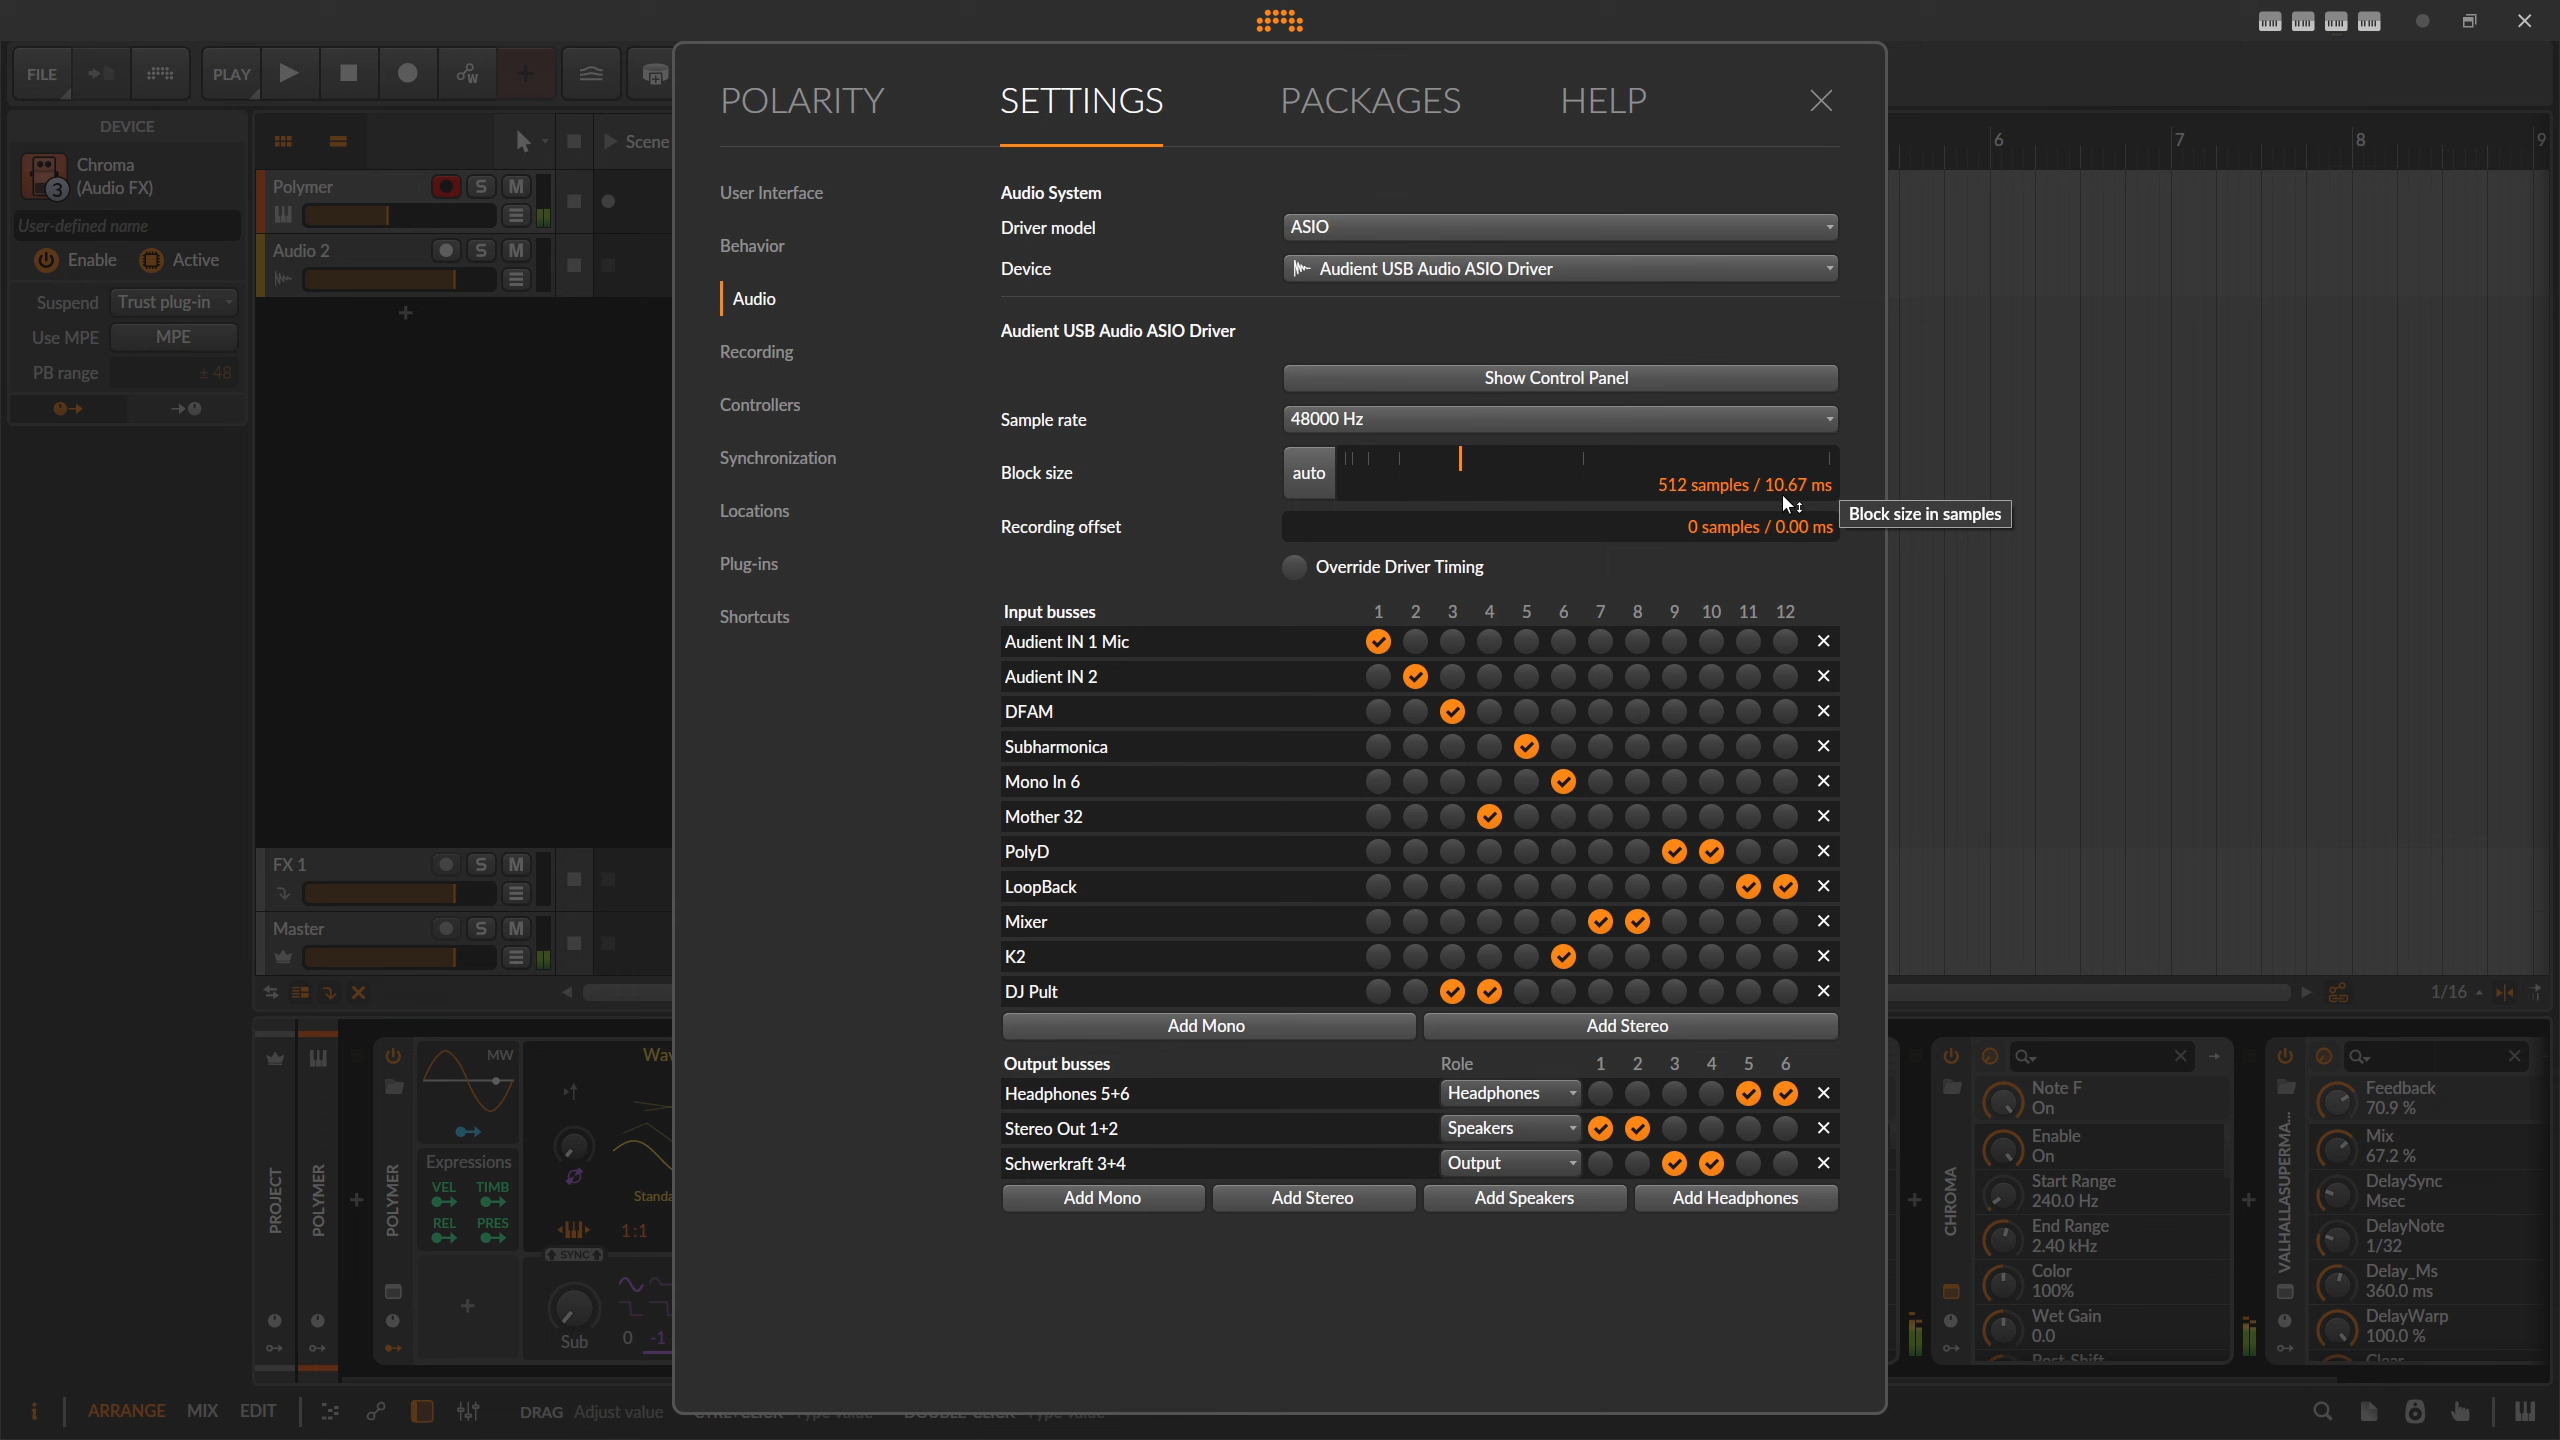 FILE
PLAY
W
POLARITY
SETTINGS
PACKAGES
HELP
DEVICE
Chroma
(Audio FX)
3
User-defined name
Enable
Active
Suspend
Trust plug-in
Use MPE
MPE
PB range
± 48
Scene
Polymer
S M
Audio 2
S M
FX 1
S M
Master
S M
User Interface
Behavior
Audio
Recording
Controllers
Synchronization
Locations
Plug-ins
Shortcuts
Audio System
Driver model
ASIO
Device
Audient USB Audio ASIO Driver
Audient USB Audio ASIO Driver
Show Control Panel
Sample rate
48000 Hz
Block size
auto
512 samples / 10.67 ms
Block size in samples
Recording offset
0 samples / 0.00 ms
Override Driver Timing
Input busses 1 2 3 4 5 6 7 8 9 10 11 12
Audient IN 1 Mic
Audient IN 2
DFAM
Subharmonica
Mono In 6
Mother 32
PolyD
LoopBack
Mixer
K2
DJ Pult
Add Mono
Add Stereo
Output busses Role 1 2 3 4 5 6
Headphones 5+6 Headphones
Stereo Out 1+2 Speakers
Schwerkraft 3+4 Output
Add Mono
Add Stereo
Add Speakers
Add Headphones
6 7 8 9
1/16
PROJECT
POLYMER
POLYMER
MW
Expressions
VEL TIMB
REL PRES
1:1
SYNC
Sub
0 -1
CHROMA
Note F
On
Enable
On
Start Range
240.0 Hz
End Range
2.40 kHz
Color
100%
Wet Gain
0.0
Feedback
70.9 %
Mix
67.2 %
DelaySync
Msec
DelayNote
1/32
Delay_Ms
360.0 ms
DelayWarp
100.0 %
i
ARRANGE
MIX
EDIT
DRAG Adjust value